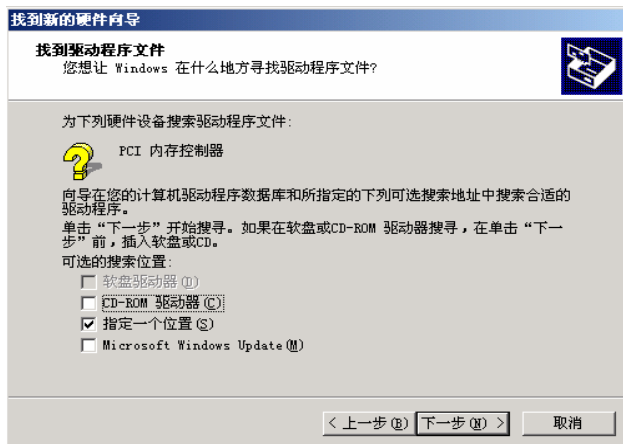 找到新的硬件向导
找到驱动程序文件
您想让 Windows 在什么地方寻找驱动程序文件?
为下列硬件设备搜索驱动程序文件:
PCI 内存控制器
向导在您的计算机驱动程序数据库和所指定的下列可选搜索地址中搜索合适的
驱动程序。
单击“下一步”开始搜寻。如果在软盘或CD-ROM 驱动器搜寻，在单击“下一
步”前，插入软盘或CD。
可选的搜索位置:
软盘驱动器(D)
CD-ROM 驱动器(C)
指定一个位置(S)
Microsoft Windows Update(M)
< 上一步(B) 下一步(N) > 取消